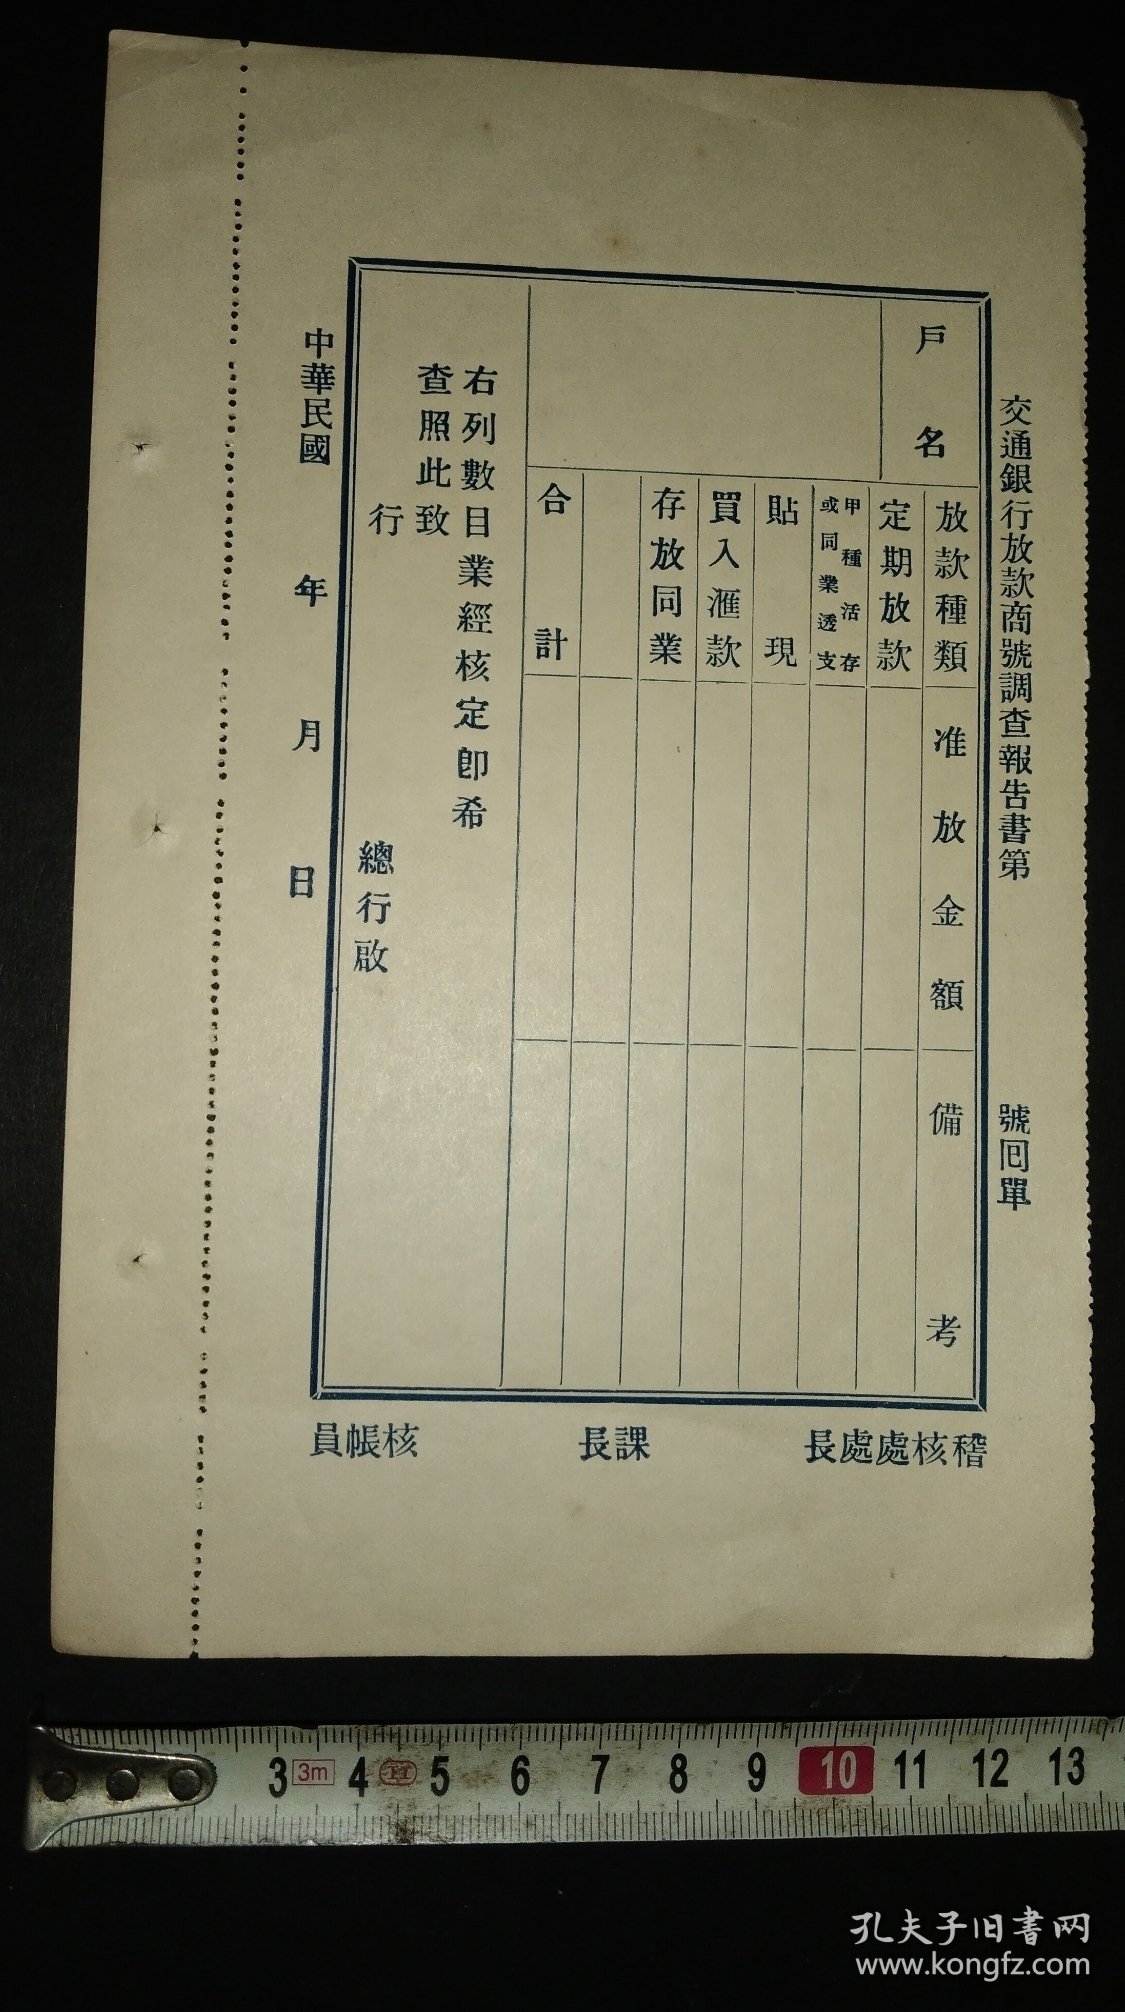 交通銀行放款商號調查報告書第　　號囘單
戶名
放款種類　准放金額　備考
定期放款
甲種活存
或同業透支
貼現
買入滙款
存放同業
合計
右列數目業經核定卽希
查照此致
行
總行啟
中華民國　年　月　日
稽核處處長
課長
核帳員
3 3m 4 5 6 7 8 9 10 11 12 13
孔夫子旧書网
www.kongfz.com